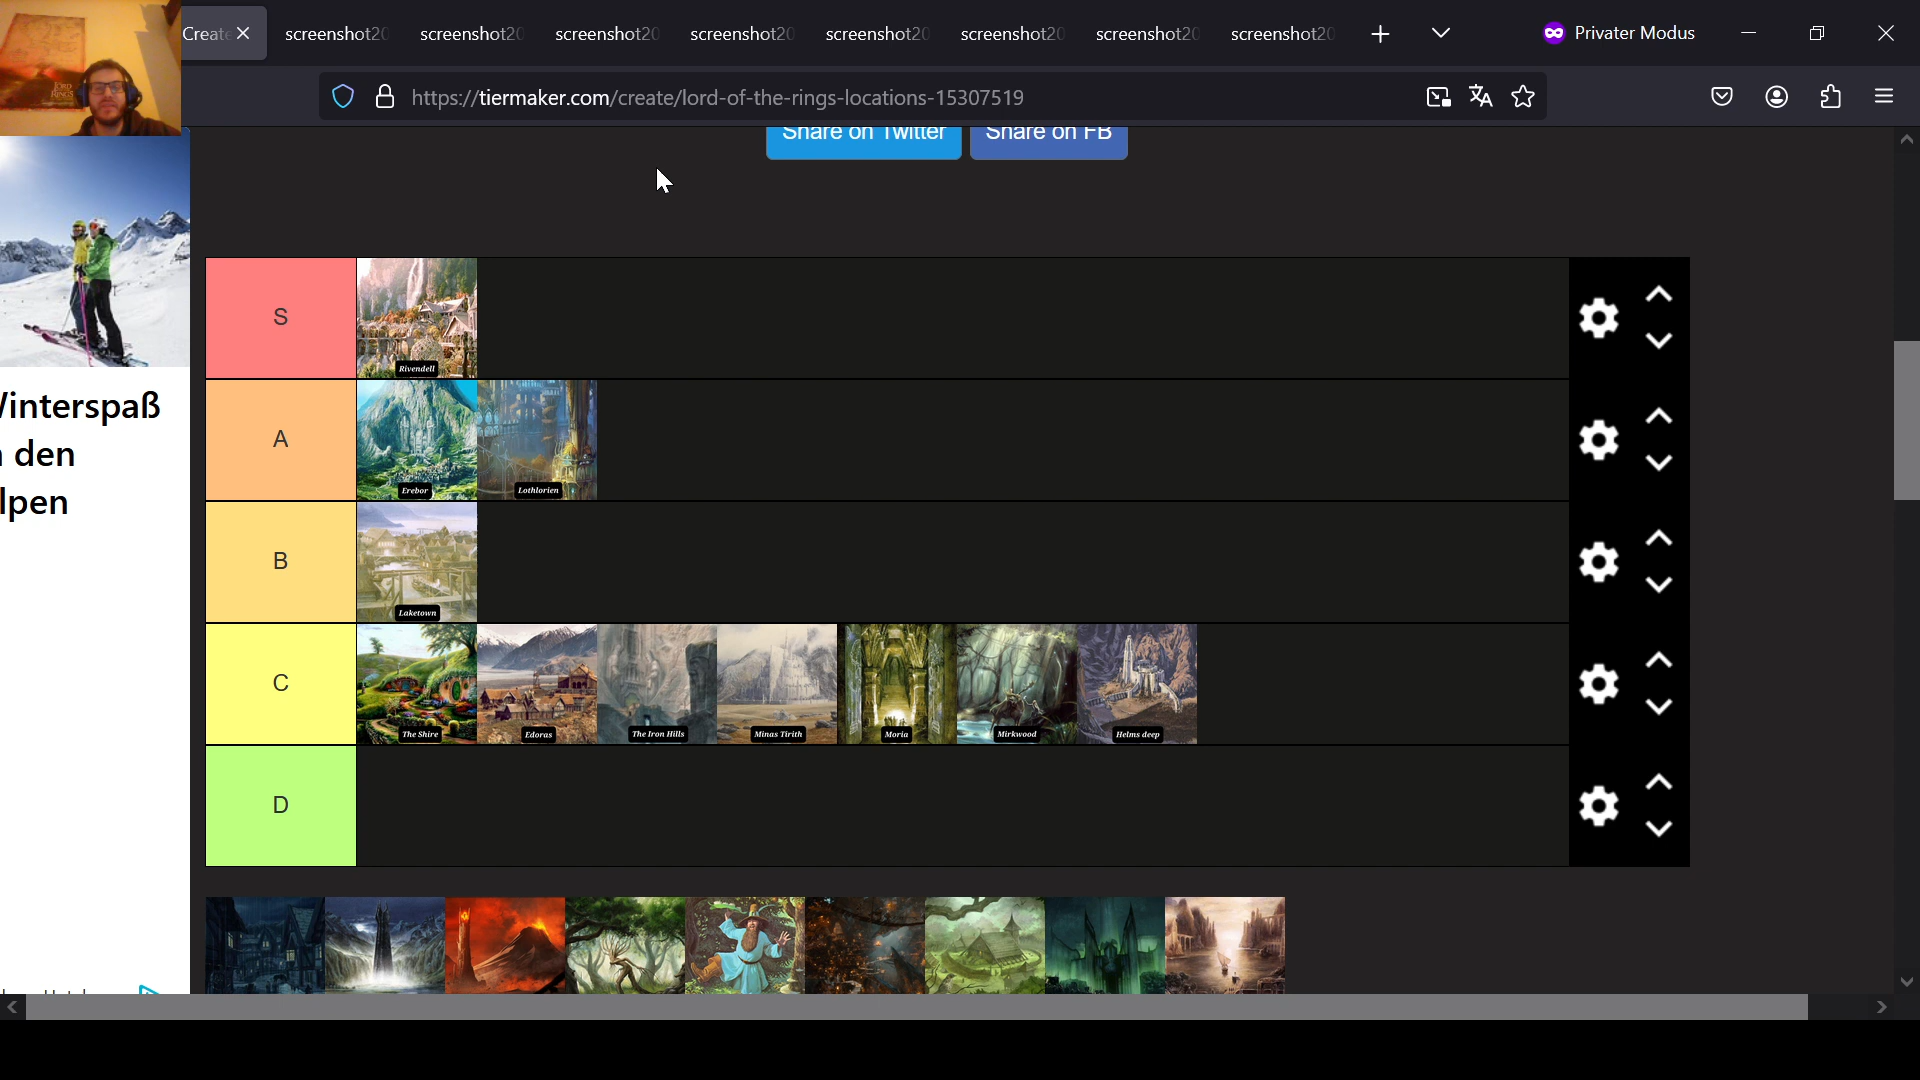 Create
screenshot20
screenshot20
screenshot20
screenshot20
screenshot20
screenshot20
screenshot20
screenshot20
Privater Modus
https://tiermaker.com/create/lord-of-the-rings-locations-15307519
LORD
RINGS
Share on Twitter
Share on FB
interspaß
den
lpen
S
Rivendell
A
Erebor
Lothlorien
B
Laketown
C
The Shire
Edoras
The Iron Hills
Minas Tirith
Moria
Mirkwood
Helms deep
D